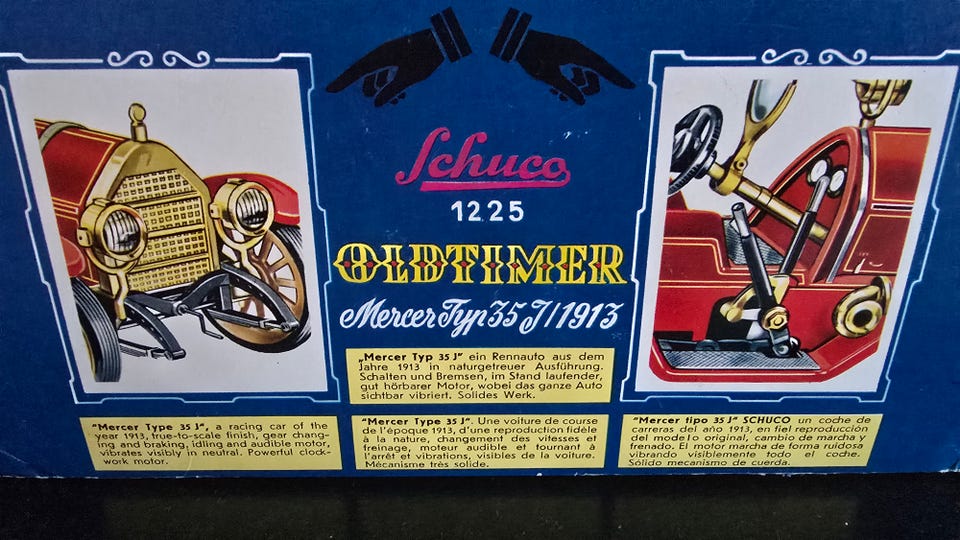 Schuco
1225
OLDTIMER
Mercer Typ 35 J/1913
„Mercer Typ 35 J" ein Rennauto aus dem
Jahre 1913 in naturgetreuer Ausführung.
Schalten und Bremsen, im Stand laufender,
gut hörbarer Motor, wobei das ganze Auto
sichtbar vibriert. Solides Werk.
"Mercer Type 35 J", a racing car of the
year 1913, true-to-scale finish, gear chang-
ing and braking, idling and audible motor,
vibrates visibly in neutral. Powerful clock-
work motor.
"Mercer Type 35 J". Une voiture de course
de l'époque 1913, d'une reproduction fidèle
à la nature, changement des vitesses et
freinage, moteur audible et tournant à
l'arrêt et vibrations, visibles de la voiture.
Mécanisme très solide.
"Mercer tipo 35 J" SCHUCO un coche de
carreras del año 1913, en fiel reproducción
del modelo original, cambio de marcha y
frenado. El motor marcha de forma ruidosa
vibrando visiblemente todo el coche.
Sólido mecanismo de cuerda.